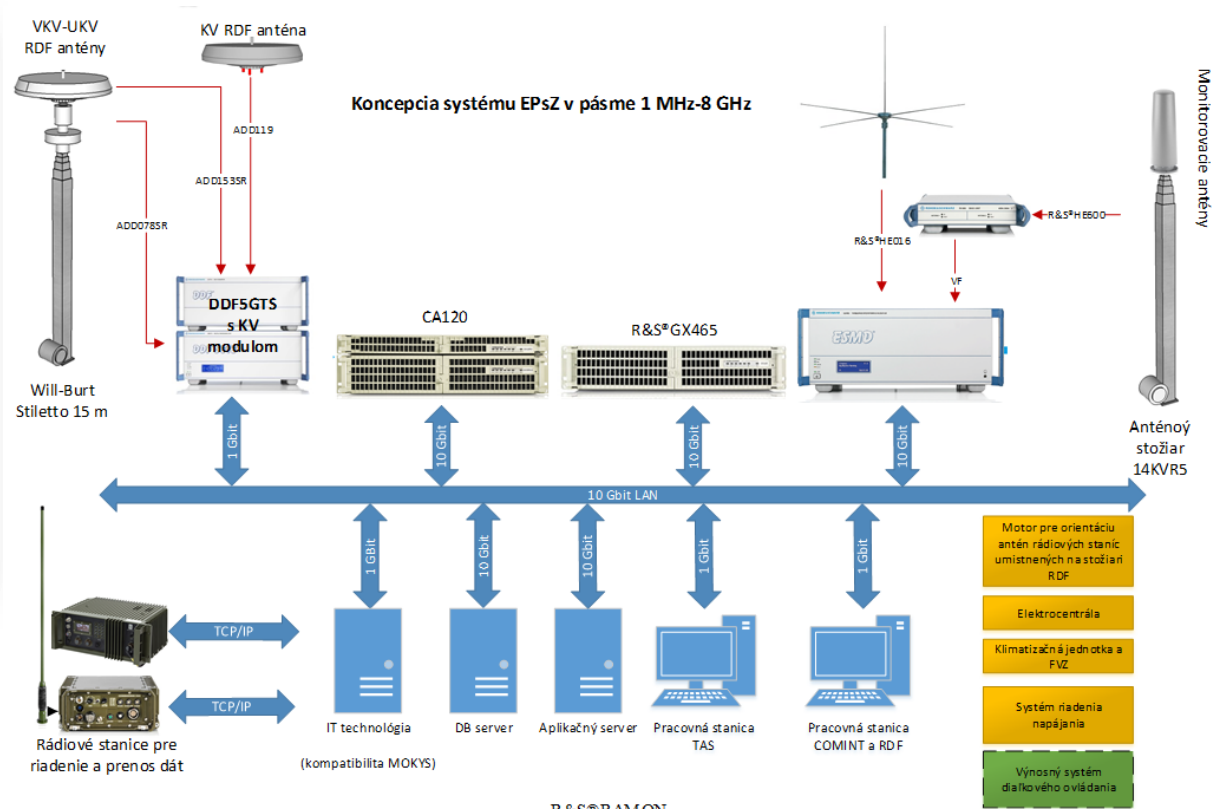 VKV-UKV
RDF antény
KV RDF anténa
Koncepcia systému EPsZ v pásme 1 MHz-8 GHz
Monitorovacie antény
ADD119
ADD153SR
ADD078SR
R&S®HE600
R&S®HE016
VF
DDF5GTS
s KV
modulom
CA120
R&S®GX465
ESMD
Will-Burt
Stiletto 15 m
Anténoý
stožiar
14KVR5
1 Gbit
10 Gbit
10 Gbit
10 Gbit
10 Gbit LAN
1 GBit
10 Gbit
10 Gbit
1 Gbit
1 Gbit
Motor pre orientáciu
antén rádiových staníc
umistnených na stožiari
RDF
Elektrocentrála
Klimatizačná jednotka a
FVZ
Systém riadenia
napájania
Výnosný systém
diaľkového ovládania
TCP/IP
TCP/IP
Rádiové stanice pre
riadenie a prenos dát
IT technológia
(kompatibilita MOKYS)
DB server
Aplikačný server
Pracovná stanica
TAS
Pracovná stanica
COMINT a RDF
R&S®RAMON